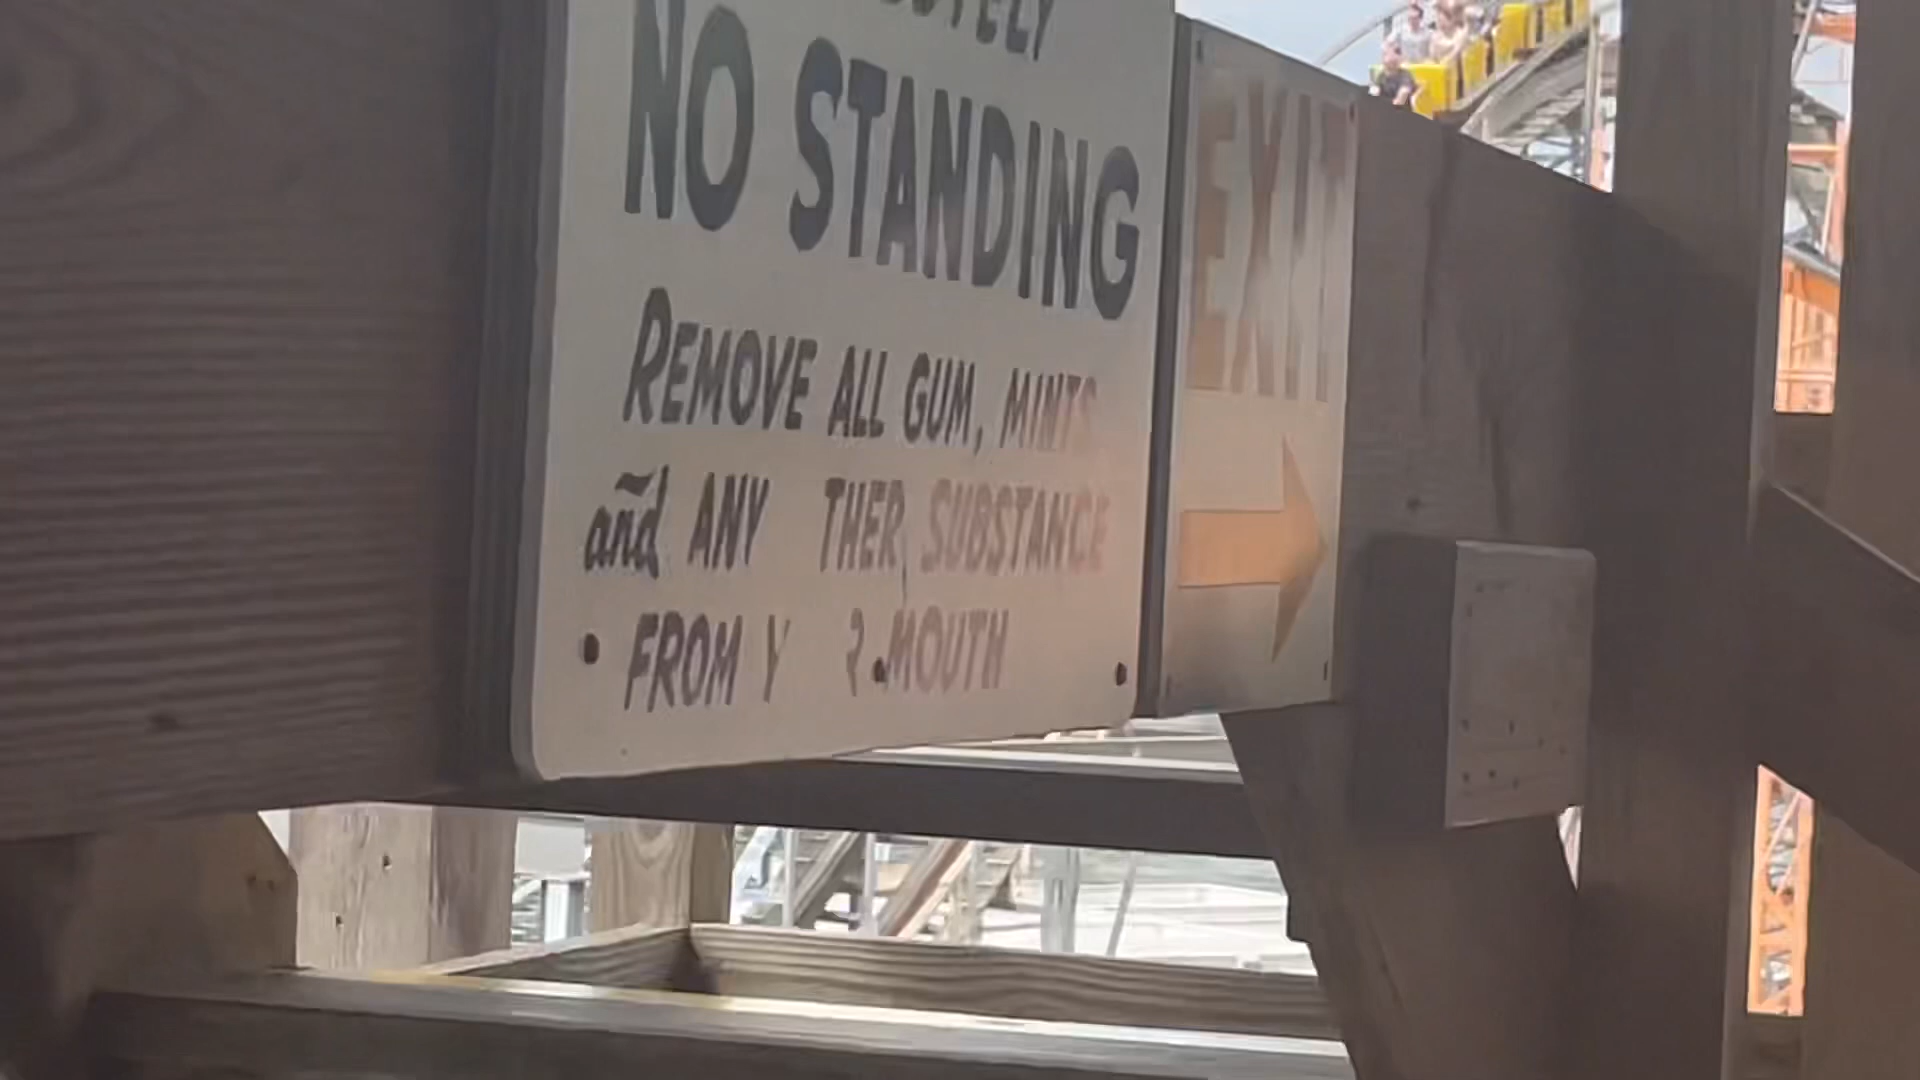 NO STANDING
REMOVE ALL GUM, MINTS
and ANY THER SUBSTANCE
FROM Y R MOUTH
EXIT